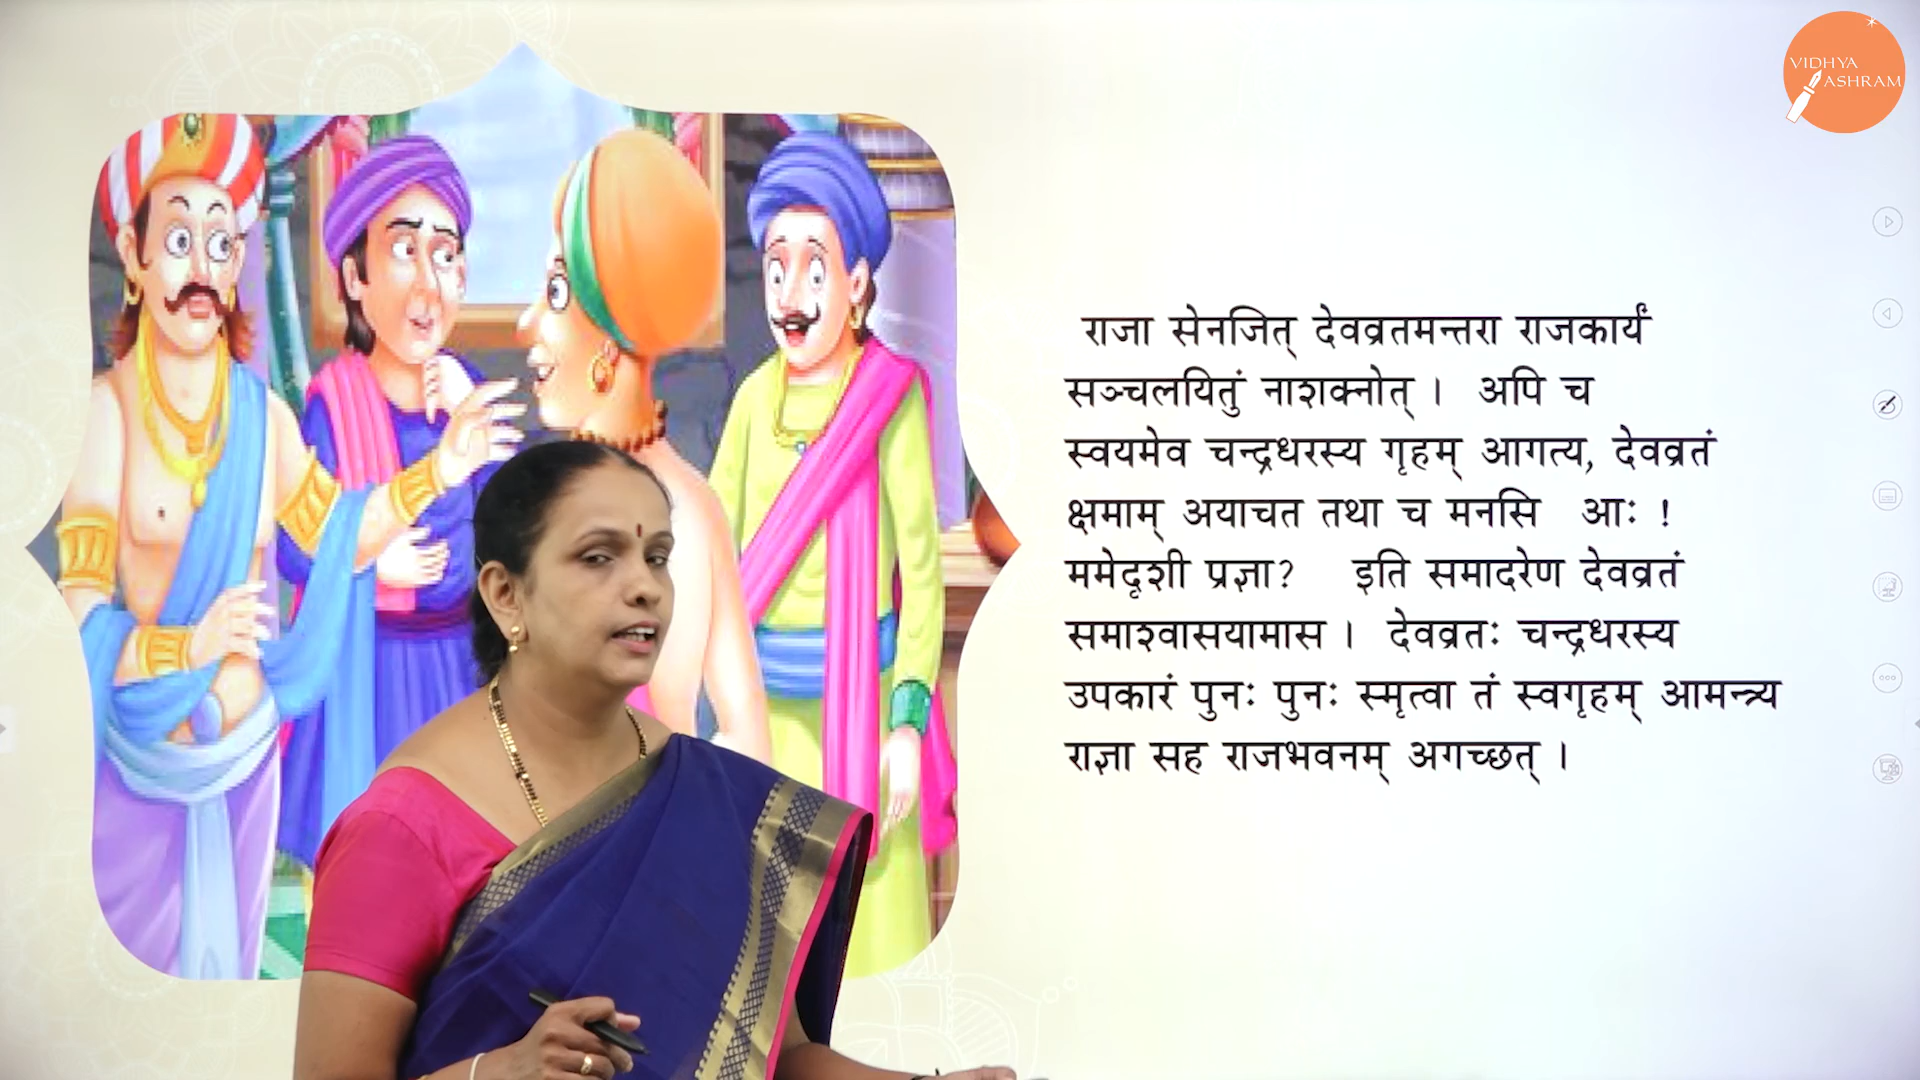 VIDHYA
ASHRAM
राजा सेनजित् देवव्रतमन्तरा राजकार्यं
सञ्चलयितुं नाशक्नोत् । अपि च
स्वयमेव चन्द्रधरस्य गृहम् आगत्य, देवव्रतं
क्षमाम् अयाचत तथा च मनसि आः !
ममेदृशी प्रज्ञा? इति समादरेण देवव्रतं
समाश्वासयामास । देवव्रतः चन्द्रधरस्य
उपकारं पुनः पुनः स्मृत्वा तं स्वगृहम् आमन्त्र्य
राज्ञा सह राजभवनम् अगच्छत् ।